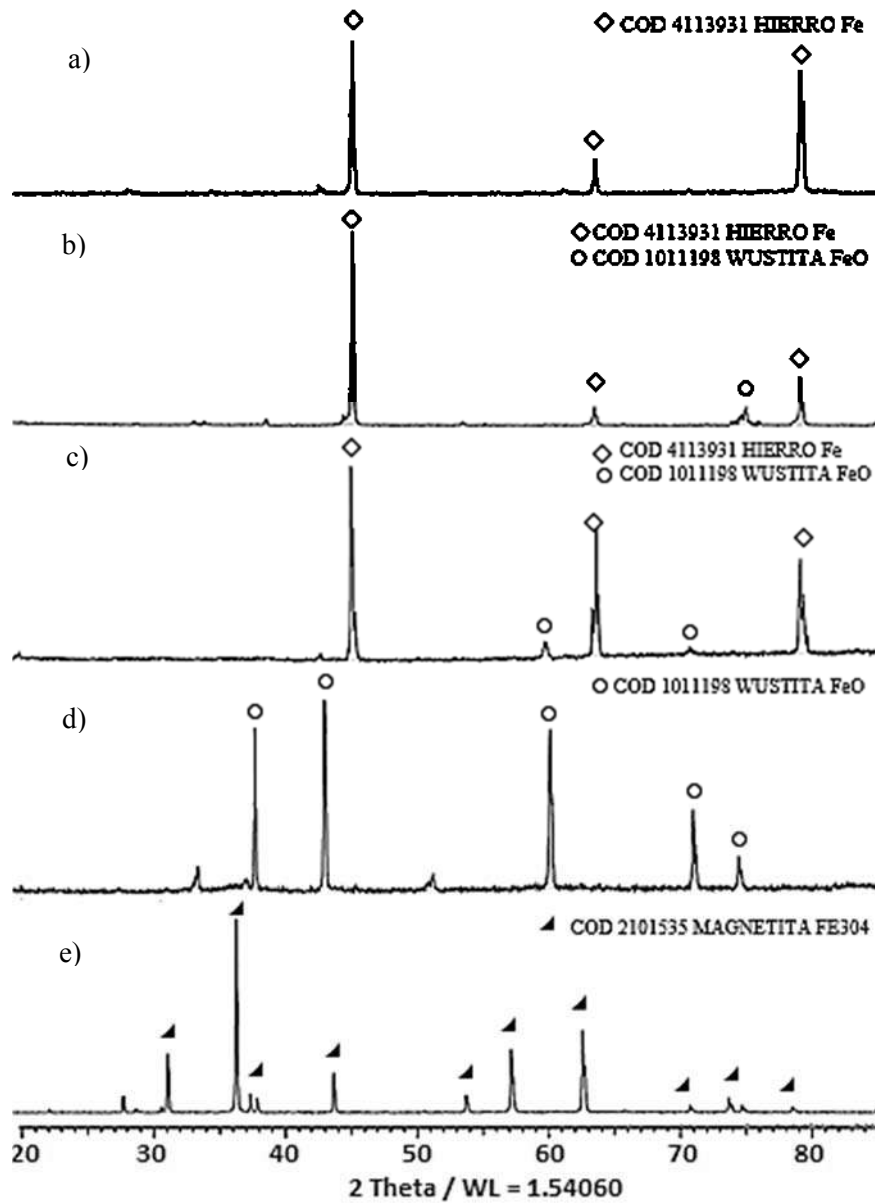 a)
COD 4113931 HIERRO Fe
b)
COD 4113931 HIERRO Fe
COD 1011198 WUSTITA FeO
c)
COD 4113931 HIERRO Fe
COD 1011198 WUSTITA FeO
d)
COD 1011198 WUSTITA FeO
e)
COD 2101535 MAGNETITA FE304
20 30 40 50 60 70 80
2 Theta / WL = 1.54060